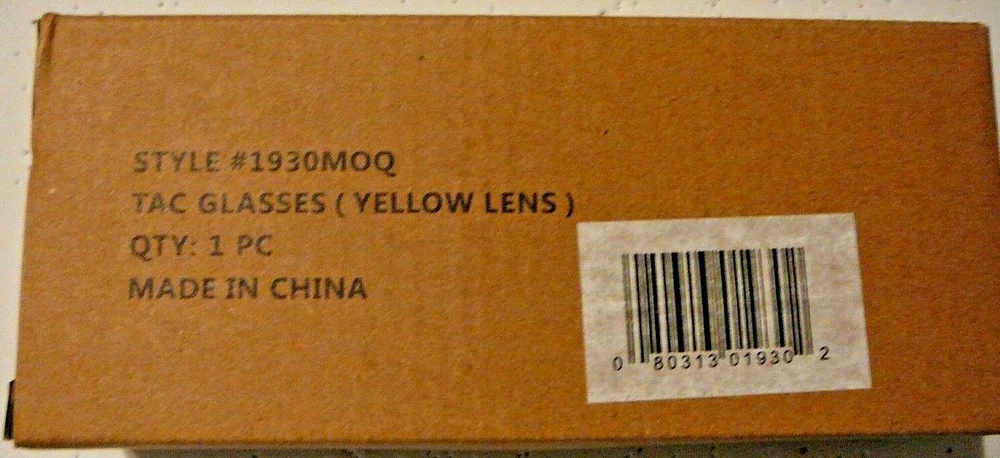 STYLE #1930MOQ
TAC GLASSES ( YELLOW LENS )
QTY: 1 PC
MADE IN CHINA
0 80313 01930 2